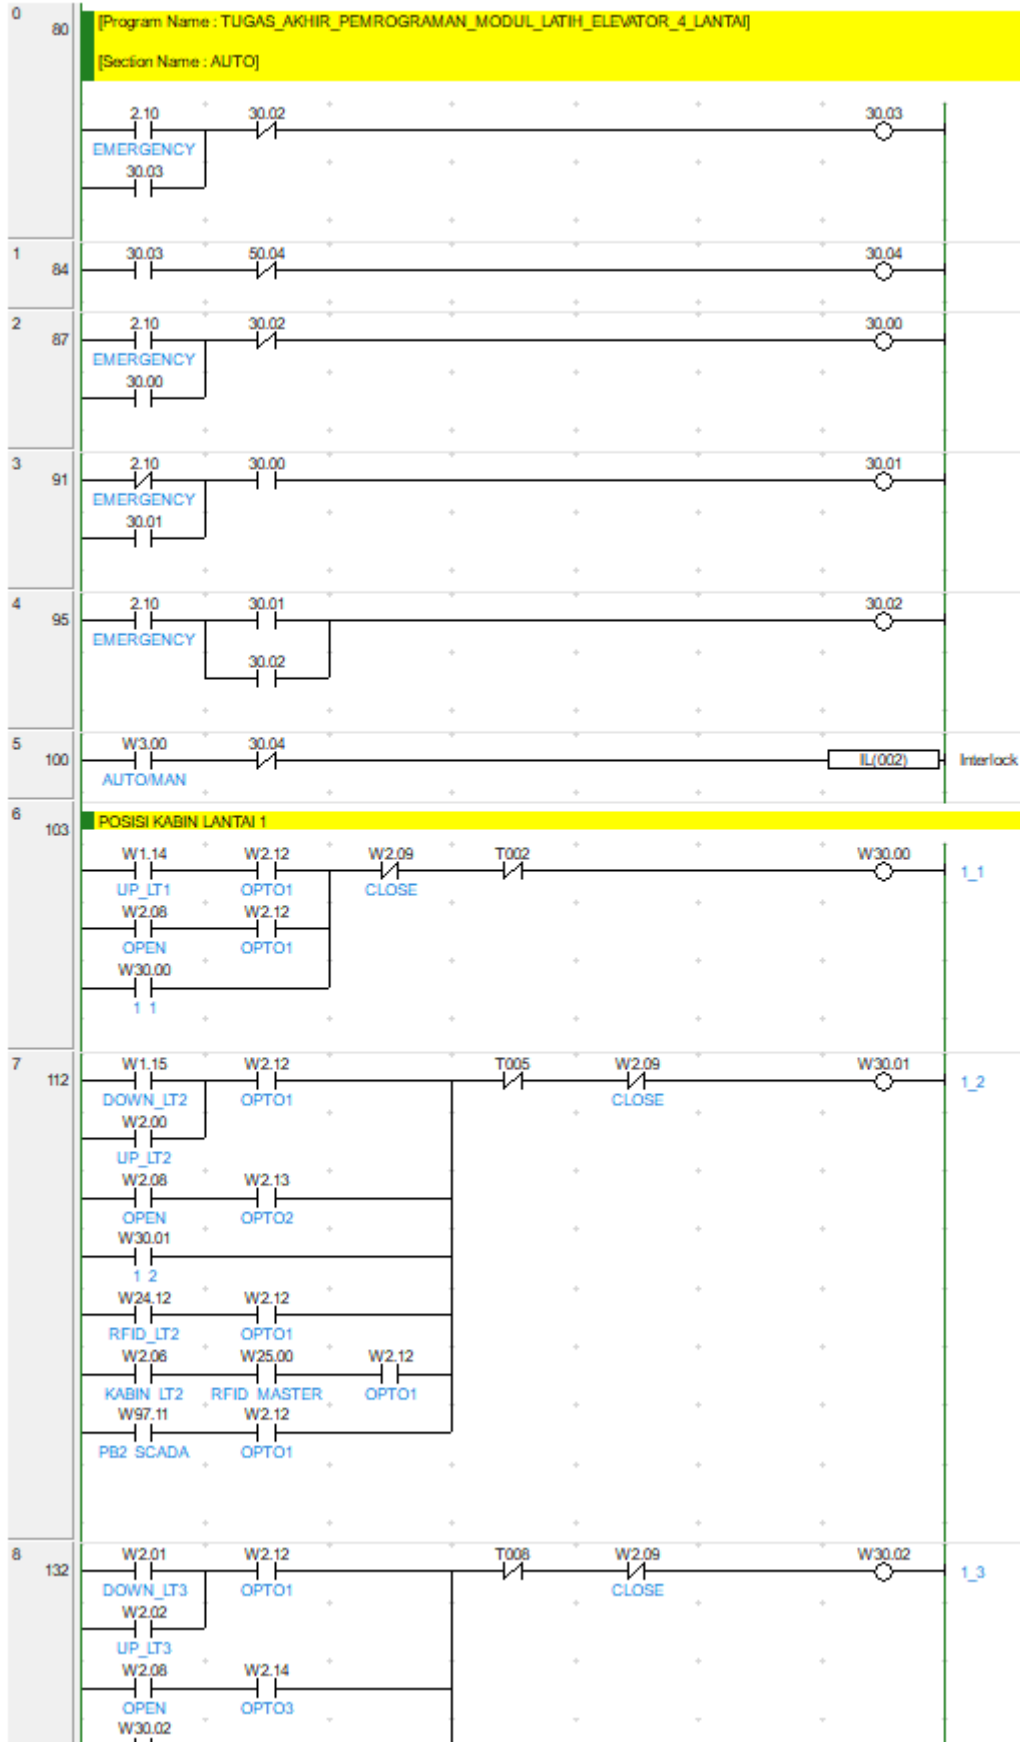 0
80
[Program Name : TUGAS_AKHIR_PEMROGRAMAN_MODUL_LATIH_ELEVATOR_4_LANTAI]
[Section Name : AUTO]
2.10 30.02 30.03
EMERGENCY
30.03
1
84
30.03 50.04 30.04
2
87
2.10 30.02 30.00
EMERGENCY
30.00
3
91
2.10 30.00 30.01
EMERGENCY
30.01
4
95
2.10 30.01 30.02
EMERGENCY
30.02
5
100
W3.00 30.04
IL(002) Interlock
AUTO/MAN
6
103
POSISI KABIN LANTAI 1
W1.14 W2.12 W2.09 T002 W30.00
1_1
UP_LT1 OPTO1 CLOSE
W2.08 W2.12
OPEN OPTO1
W30.00
1_1
7
112
W1.15 W2.12 T005 W2.09 W30.01
1_2
DOWN_LT2 OPTO1 CLOSE
W2.00
UP_LT2
W2.08 W2.13
OPEN OPTO2
W30.01
1_2
W24.12 W2.12
RFID_LT2 OPTO1
W2.06 W25.00 W2.12
KABIN_LT2 RFID_MASTER OPTO1
W97.11 W2.12
PB2_SCADA OPTO1
8
132
W2.01 W2.12 T008 W2.09 W30.02
1_3
DOWN_LT3 OPTO1 CLOSE
W2.02
UP_LT3
W2.08 W2.14
OPEN OPTO3
W30.02